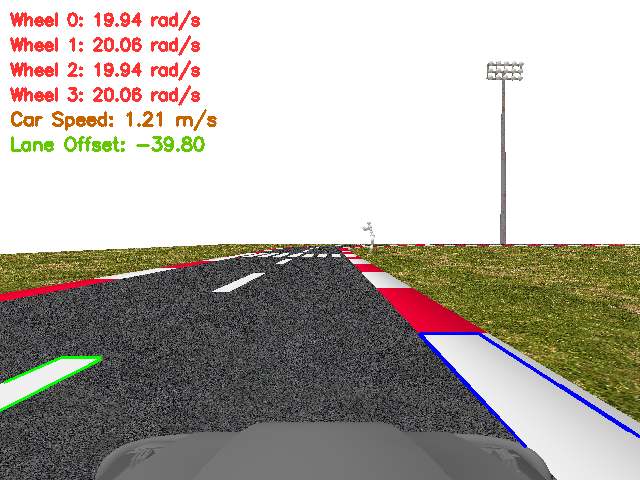 Wheel 0: 19.94 rad/s
Wheel 1: 20.06 rad/s
Wheel 2: 19.94 rad/s
Wheel 3: 20.06 rad/s
Car Speed: 1.21 m/s
Lane Offset: -39.80